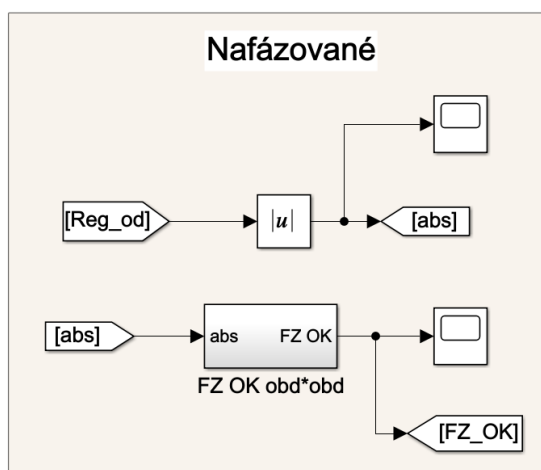 Nafázované
[Reg_od]
|u|
[abs]
[abs]
abs
FZ OK
FZ OK obd*obd
[FZ_OK]